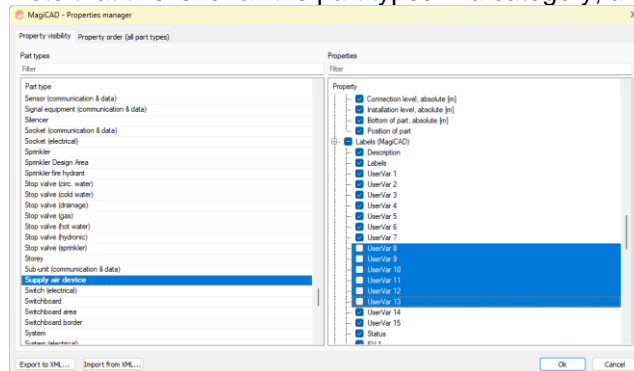 MagiCAD - Properties manager
Property visibility Property order (all part types)
Part types
Filter
Part type
Sensor (communication & data)
Signal equipment (communication & data)
Silencer
Socket (communication & data)
Socket (electrical)
Sprinkler
Sprinkler Design Area
Sprinkler fire hydrant
Stop valve (circ. water)
Stop valve (cold water)
Stop valve (drainage)
Stop valve (gas)
Stop valve (hot water)
Stop valve (hydronic)
Stop valve (sprinkler)
Storey
Sub-unit (communication & data)
Supply air device
Switch (electrical)
Switchboard
Switchboard area
Switchboard border
System
System (electrical)
Properties
Filter
Property
Connection level, absolute [m]
Installation level, absolute [m]
Bottom of part, absolute [m]
Position of part
Labels (MagiCAD)
Description
Labels
UserVar 1
UserVar 2
UserVar 3
UserVar 4
UserVar 5
UserVar 6
UserVar 7
UserVar 8
UserVar 9
UserVar 10
UserVar 11
UserVar 12
UserVar 13
UserVar 14
UserVar 15
Status
SV 1
Export to XML... Import from XML...
Ok Cancel